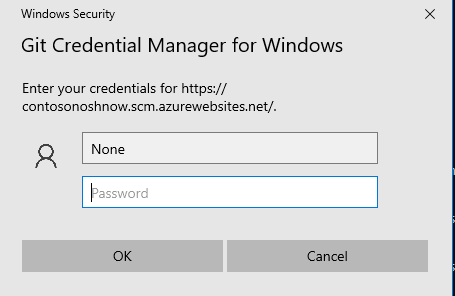 Windows Security
Git Credential Manager for Windows
Enter your credentials for https://
contosonoshnow.scm.azurewebsites.net/.
None
Password
OK
Cancel